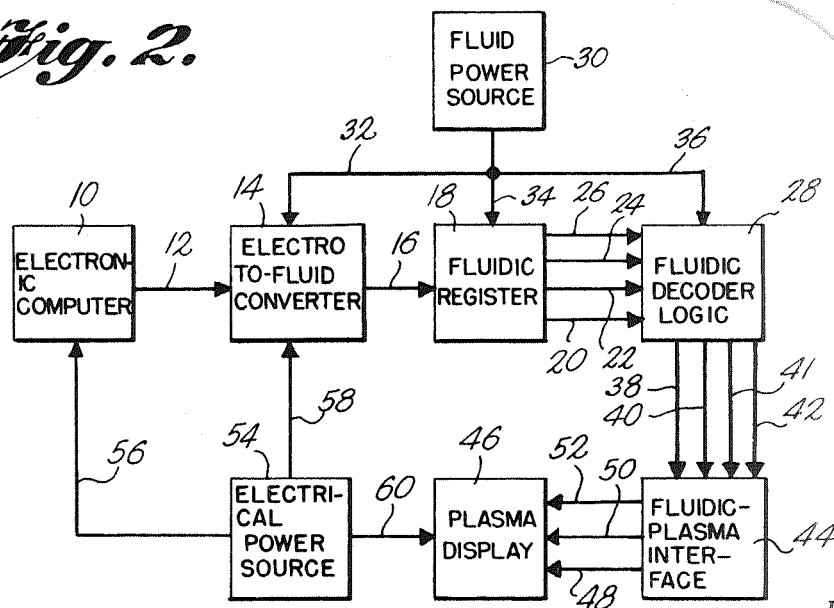 Fig. 2.
FLUID
POWER
SOURCE
30
32
36
10
14
18
34
26
24
28
ELECTRON-
IC
COMPUTER
12
ELECTRO
TO-FLUID
CONVERTER
16
FLUIDIC
REGISTER
FLUIDIC
DECODER
LOGIC
20
22
38
40
41
42
56
58
54
46
52
50
ELECTRI-
CAL
POWER
SOURCE
60
PLASMA
DISPLAY
48
FLUIDIC-
PLASMA
INTER-
FACE
44